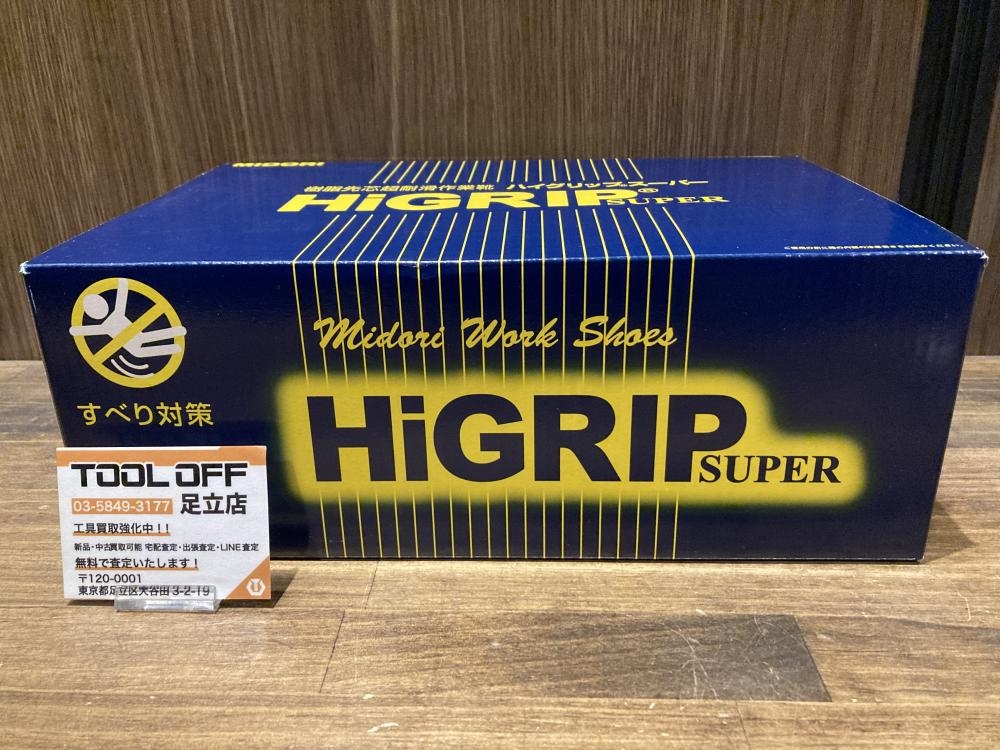 MIDORI
樹脂先芯超耐滑作業靴 ハイグリップスーパー
HiGRIP® SUPER
Midori Work Shoes
HiGRIP SUPER
すべり対策
TOOL OFF
03-5849-3177 足立店
工具買取強化中！！
新品・中古買取可能 宅配査定・出張査定・LINE査定
無料で査定いたします！
〒120-0001
東京都足立区大谷田3-2-19